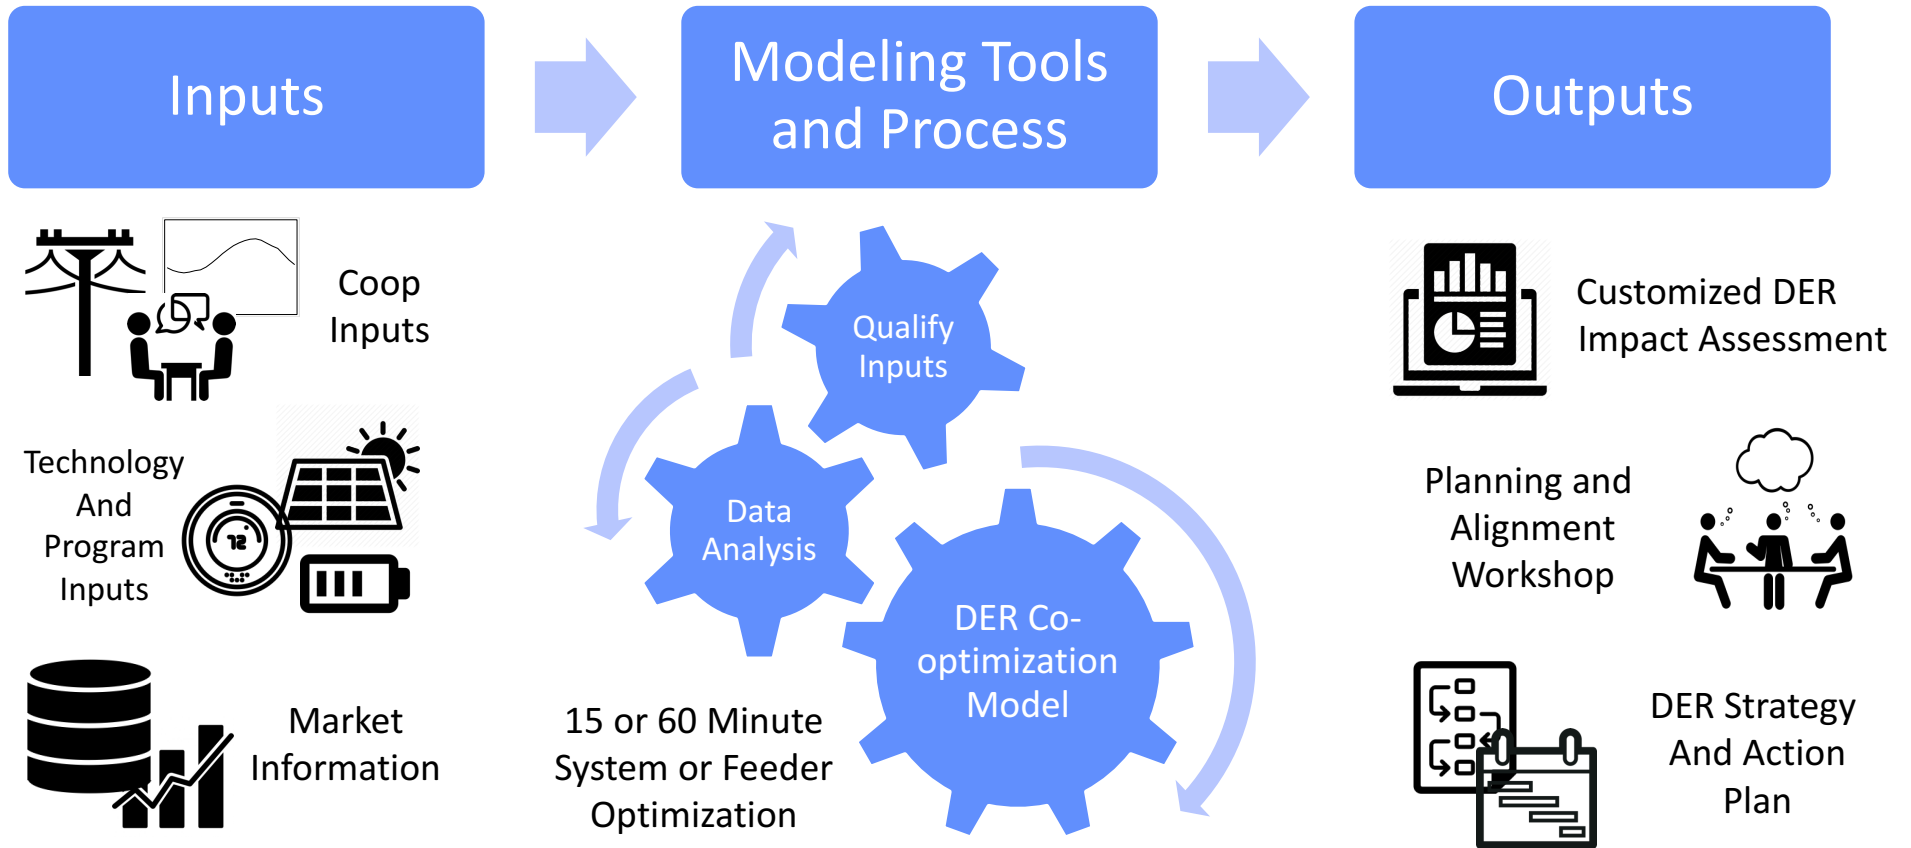 Inputs
Modeling Tools
and Process
Outputs
Coop
Inputs
Technology
And
Program
Inputs
72
Market
Information
Qualify
Inputs
Data
Analysis
DER Co-
optimization
Model
15 or 60 Minute
System or Feeder
Optimization
Customized DER
Impact Assessment
Planning and
Alignment
Workshop
DER Strategy
And Action
Plan